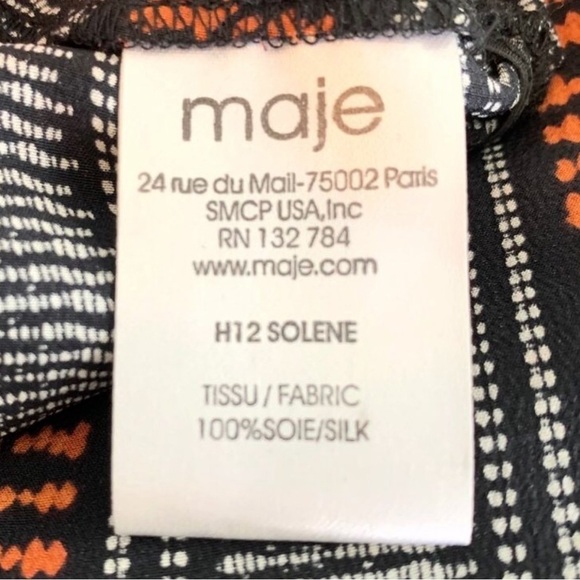 maje
24 rue du Mail-75002 Paris
SMCP USA,Inc
RN 132 784
www.maje.com
H12 SOLENE
TISSU / FABRIC
100%SOIE/SILK